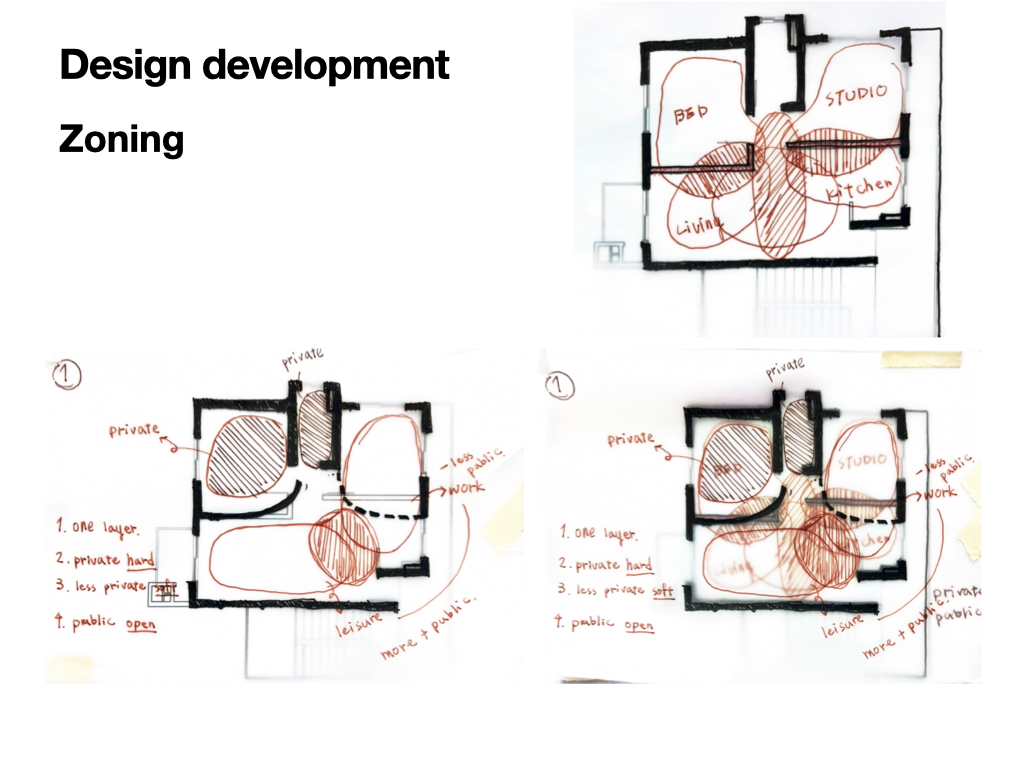 Design development
Zoning
BED
STUDIO
Kitchen
Living
1
private
private
-less
public
work
1. one layer.
2. private hard
3. less private soft
4. public open
leisure
more + public.
1
private
private
BED
STUDIO
-less
public.
work
1. one layer.
2. private hard
3. less private soft
4. public open
Living
chen
leisure
more + public.
private
public